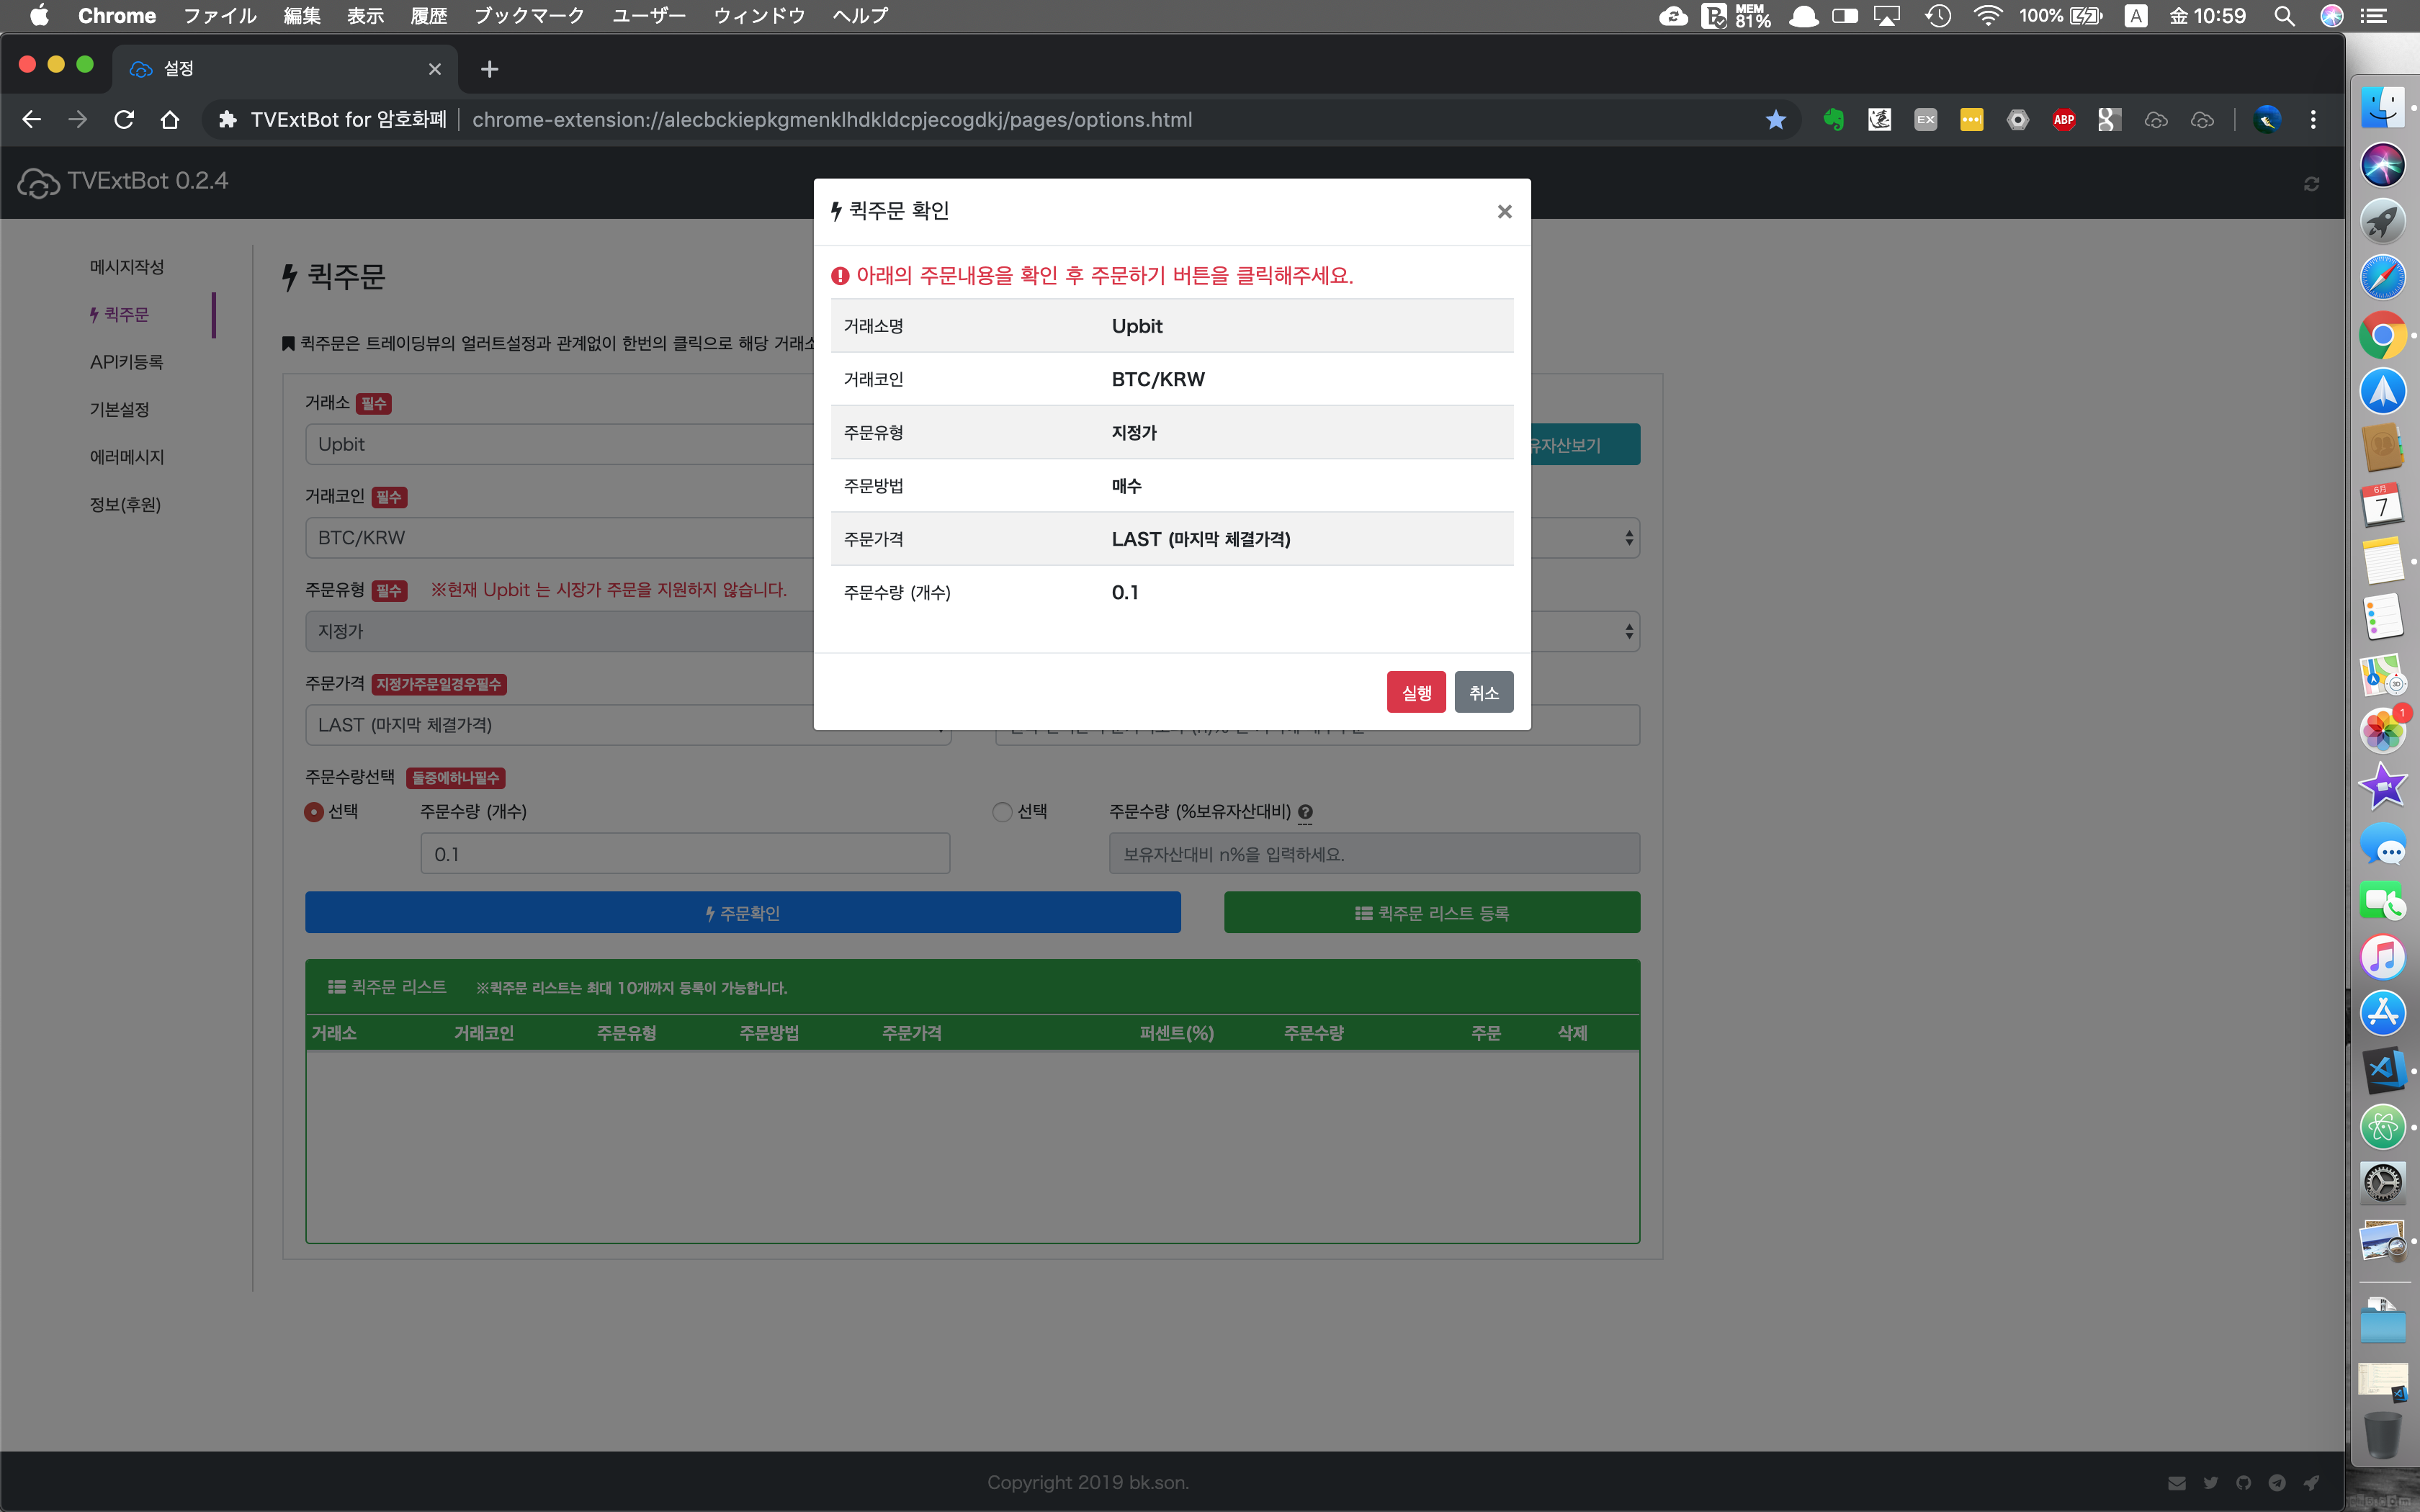 Chrome ファイル 編集 表示 履歴 ブックマーク ユーザー ウィンドウ ヘルプ MEM 81% 100% A 金 10:59
설정
TVExtBot for 암호화폐 chrome-extension://alecbckiepkgmenklhdkldcpjecogdkj/pages/options.html EX ABP
TVExtBot 0.2.4
메시지작성
퀵주문
API키등록
기본설정
에러메시지
정보(후원)
퀵주문
퀵주문은 트레이딩뷰의 얼러트설정과 관계없이 한번의 클릭으로 해당 거래소
거래소 필수
Upbit
유자산보기
거래코인 필수
BTC/KRW
주문유형 필수 ※현재 Upbit 는 시장가 주문을 지원하지 않습니다.
지정가
주문가격 지정가주문일경우필수
LAST (마지막 체결가격)
주문수량선택 둘중에하나필수
선택 주문수량 (개수) 선택 주문수량 (%보유자산대비)
0.1 보유자산대비 n%을 입력하세요.
주문확인 퀵주문 리스트 등록
퀵주문 리스트 ※퀵주문 리스트는 최대 10개까지 등록이 가능합니다.
거래소 거래코인 주문유형 주문방법 주문가격 퍼센트(%) 주문수량 주문 삭제
퀵주문 확인
아래의 주문내용을 확인 후 주문하기 버튼을 클릭해주세요.
거래소명 Upbit
거래코인 BTC/KRW
주문유형 지정가
주문방법 매수
주문가격 LAST (마지막 체결가격)
주문수량 (개수) 0.1
실행 취소
Copyright 2019 bk.son.
6月
7
3D
1